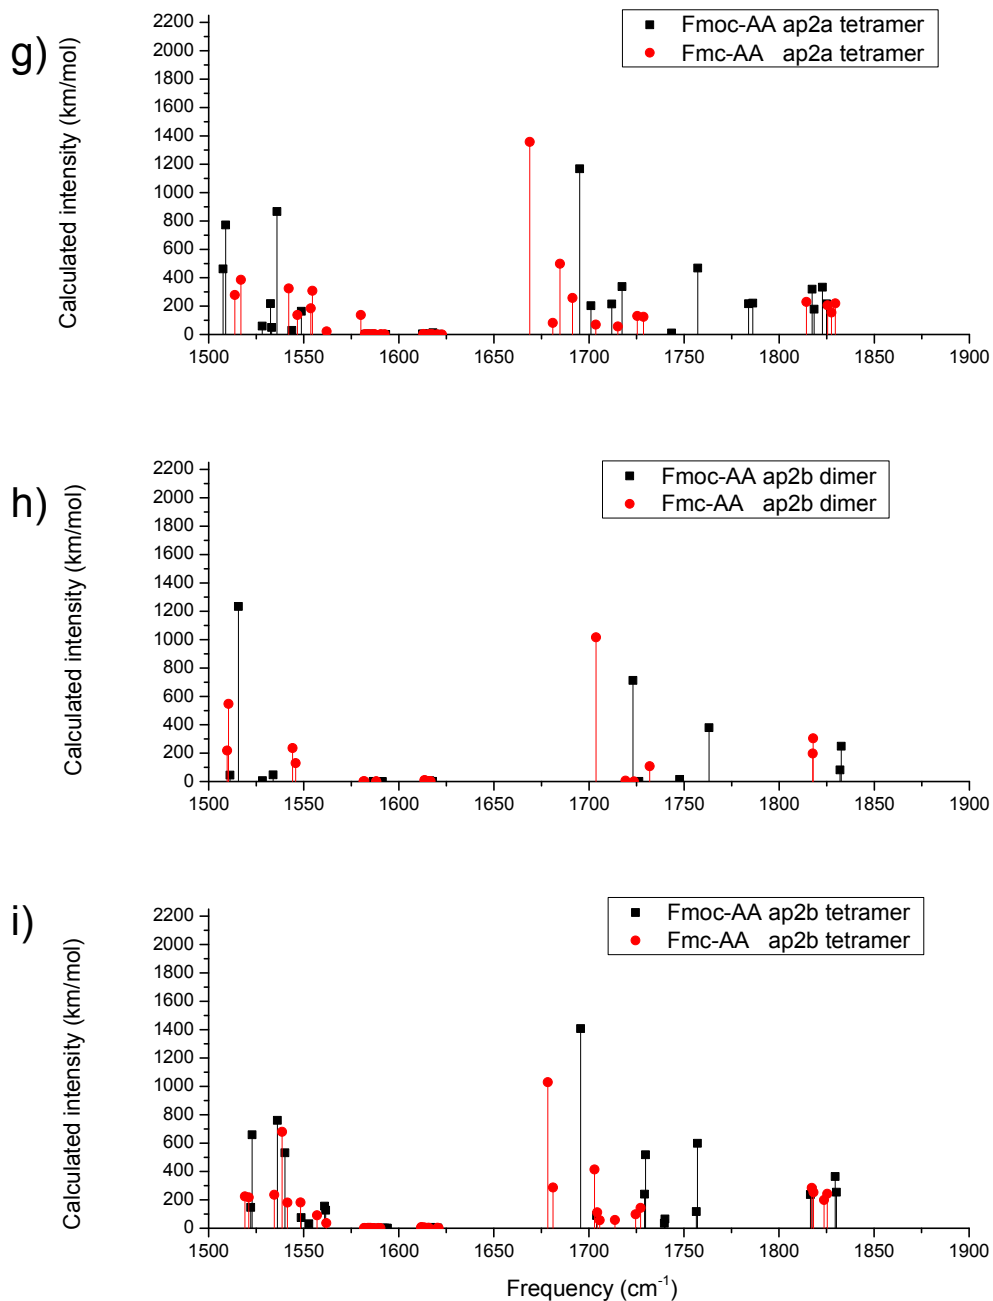 g)
Calculated intensity (km/mol)
2200
2000
1800
1600
1400
1200
1000
800
600
400
200
0
Fmoc-AA ap2a tetramer
Fmc-AA ap2a tetramer
1500 1550 1600 1650 1700 1750 1800 1850 1900
h)
Calculated intensity (km/mol)
2200
2000
1800
1600
1400
1200
1000
800
600
400
200
0
Fmoc-AA ap2b dimer
Fmc-AA ap2b dimer
1500 1550 1600 1650 1700 1750 1800 1850 1900
i)
Calculated intensity (km/mol)
2200
2000
1800
1600
1400
1200
1000
800
600
400
200
0
Fmoc-AA ap2b tetramer
Fmc-AA ap2b tetramer
1500 1550 1600 1650 1700 1750 1800 1850 1900
Frequency (cm⁻¹)